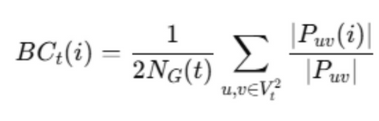 BC_t(i) = \frac{1}{2N_G(t)} \sum_{u,v \in V_t^2} \frac{|P_{uv}(i)|}{|P_{uv}|}